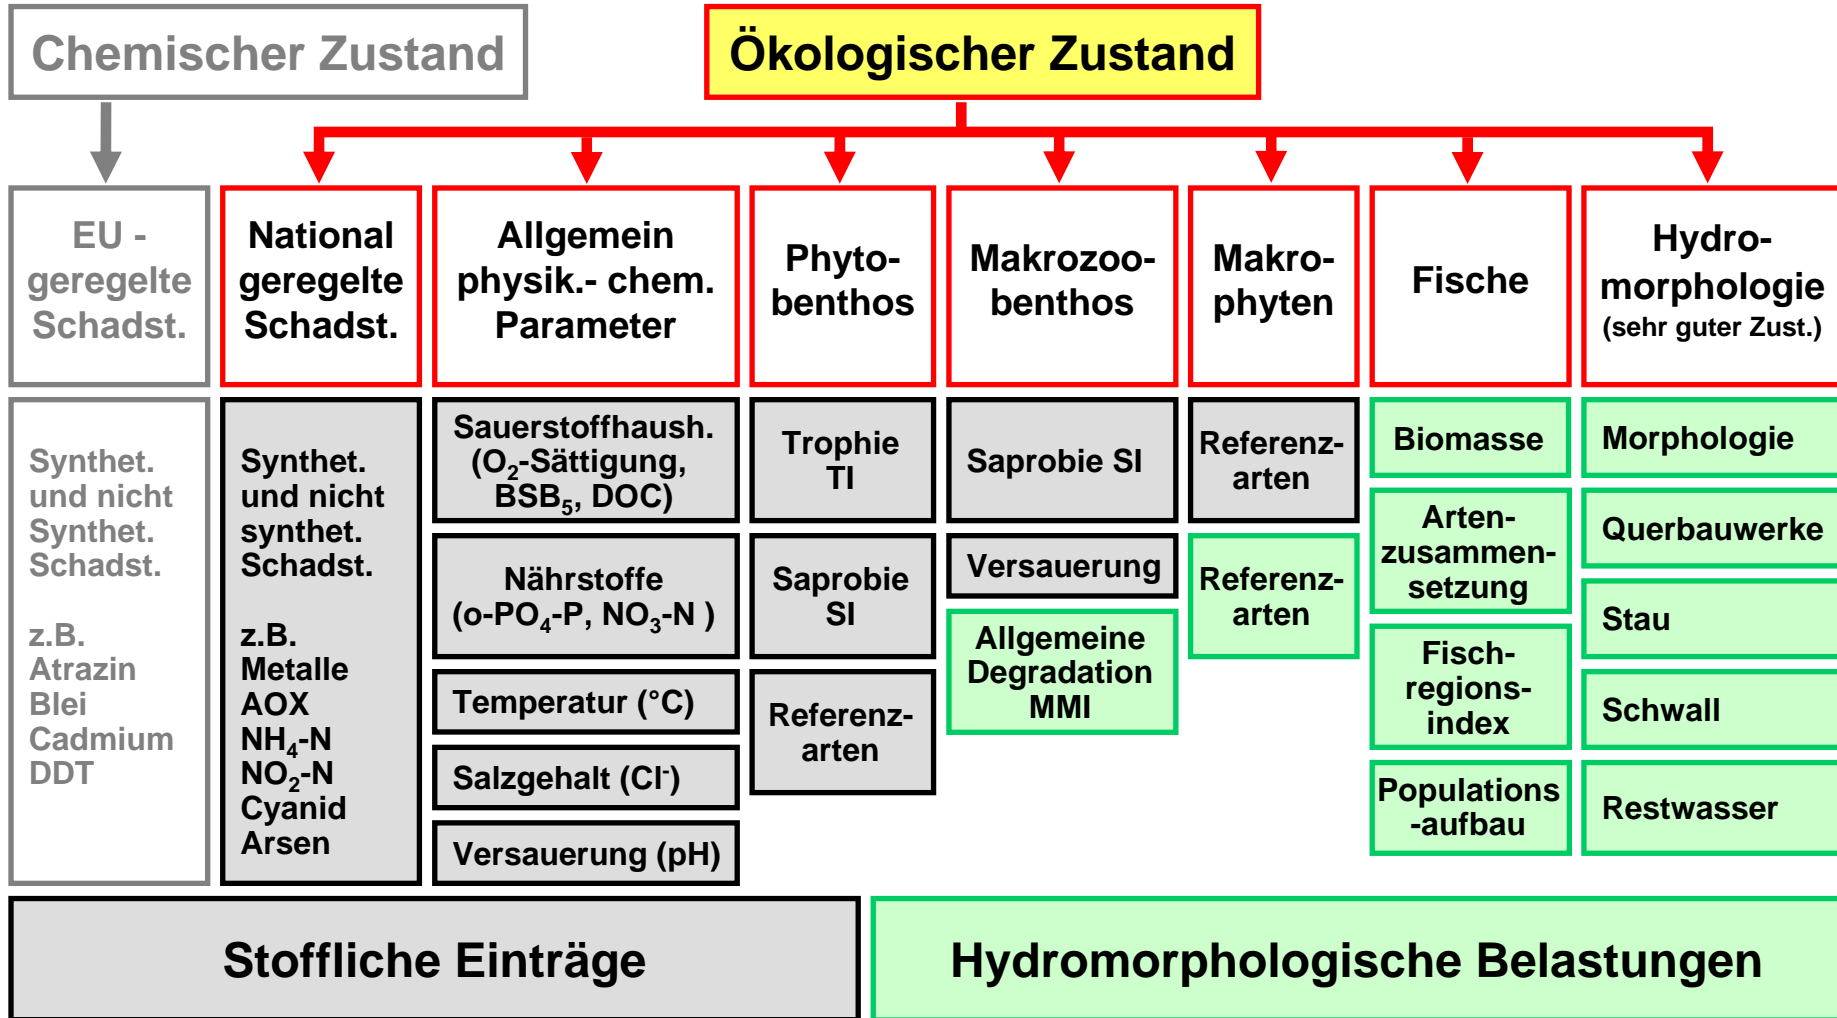 Chemischer Zustand
Ökologischer Zustand
EU -
geregelte
Schadst.
National
geregelte
Schadst.
Allgemein
physik.- chem.
Parameter
Phyto-
benthos
Makrozoo-
benthos
Makro-
phyten
Fische
Hydro-
morphologie
(sehr guter Zust.)
Synthet.
und nicht
Synthet.
Schadst.
z.B.
Atrazin
Blei
Cadmium
DDT
Synthet.
und nicht
synthet.
Schadst.
z.B.
Metalle
AOX
NH₄-N
NO₂-N
Cyanid
Arsen
Sauerstoffhaush.
(O₂-Sättigung,
BSB₅, DOC)
Nährstoffe
(o-PO₄-P, NO₃-N )
Temperatur (°C)
Salzgehalt (Cl⁻)
Versauerung (pH)
Trophie
TI
Saprobie
SI
Referenz-
arten
Saprobie SI
Versauerung
Allgemeine
Degradation
MMI
Referenz-
arten
Referenz-
arten
Biomasse
Arten-
zusammen-
setzung
Fisch-
regions-
index
Populations
-aufbau
Morphologie
Querbauwerke
Stau
Schwall
Restwasser
Stoffliche Einträge
Hydromorphologische Belastungen